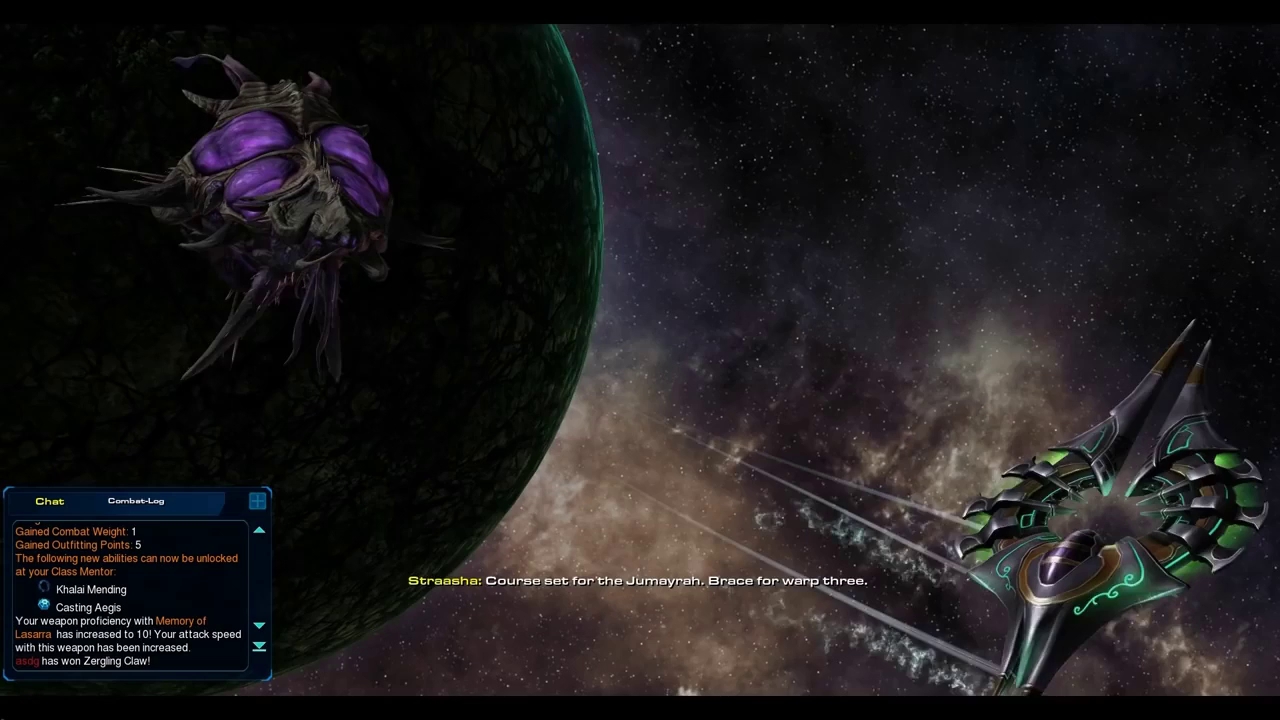 Straasha: Course set for the Jumayrah. Brace for warp three.
Chat
Combat-Log
Gained Combat Weight: 1
Gained Outfitting Points: 5
The following new abilities can now be unlocked
at your Class Mentor:
Khalai Mending
Casting Aegis
Your weapon proficiency with Memory of
Lasarra has increased to 10! Your attack speed
with this weapon has been increased.
asdg has won Zergling Claw!